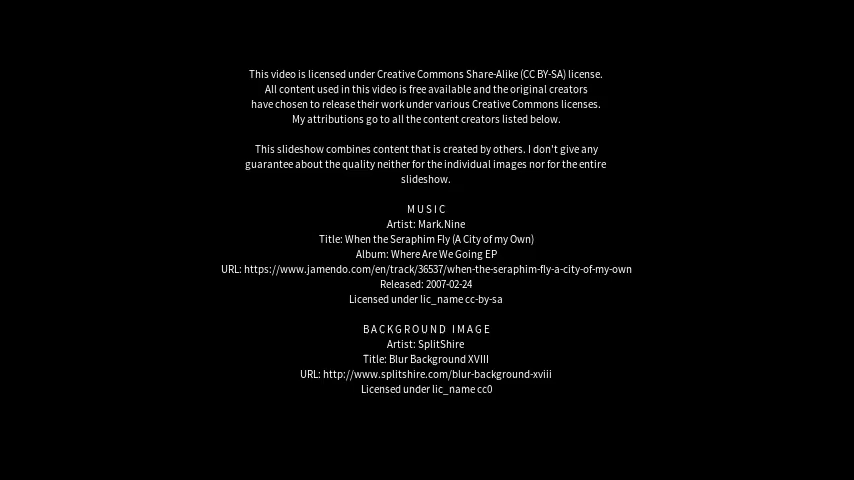 This video is licensed under Creative Commons Share-Alike (CC BY-SA) license.
All content used in this video is free available and the original creators
have chosen to release their work under various Creative Commons licenses.
My attributions go to all the content creators listed below.
This slideshow combines content that is created by others. I don't give any
guarantee about the quality neither for the individual images nor for the entire
slideshow.
MUSIC
Artist: Mark.Nine
Title: When the Seraphim Fly (A City of my Own)
Album: Where Are We Going EP
URL: https://www.jamendo.com/en/track/36537/when-the-seraphim-fly-a-city-of-my-own
Released: 2007-02-24
Licensed under lic_name cc-by-sa
BACKGROUND IMAGE
Artist: SplitShire
Title: Blur Background XVIII
URL: http://www.splitshire.com/blur-background-xviii
Licensed under lic_name cc0